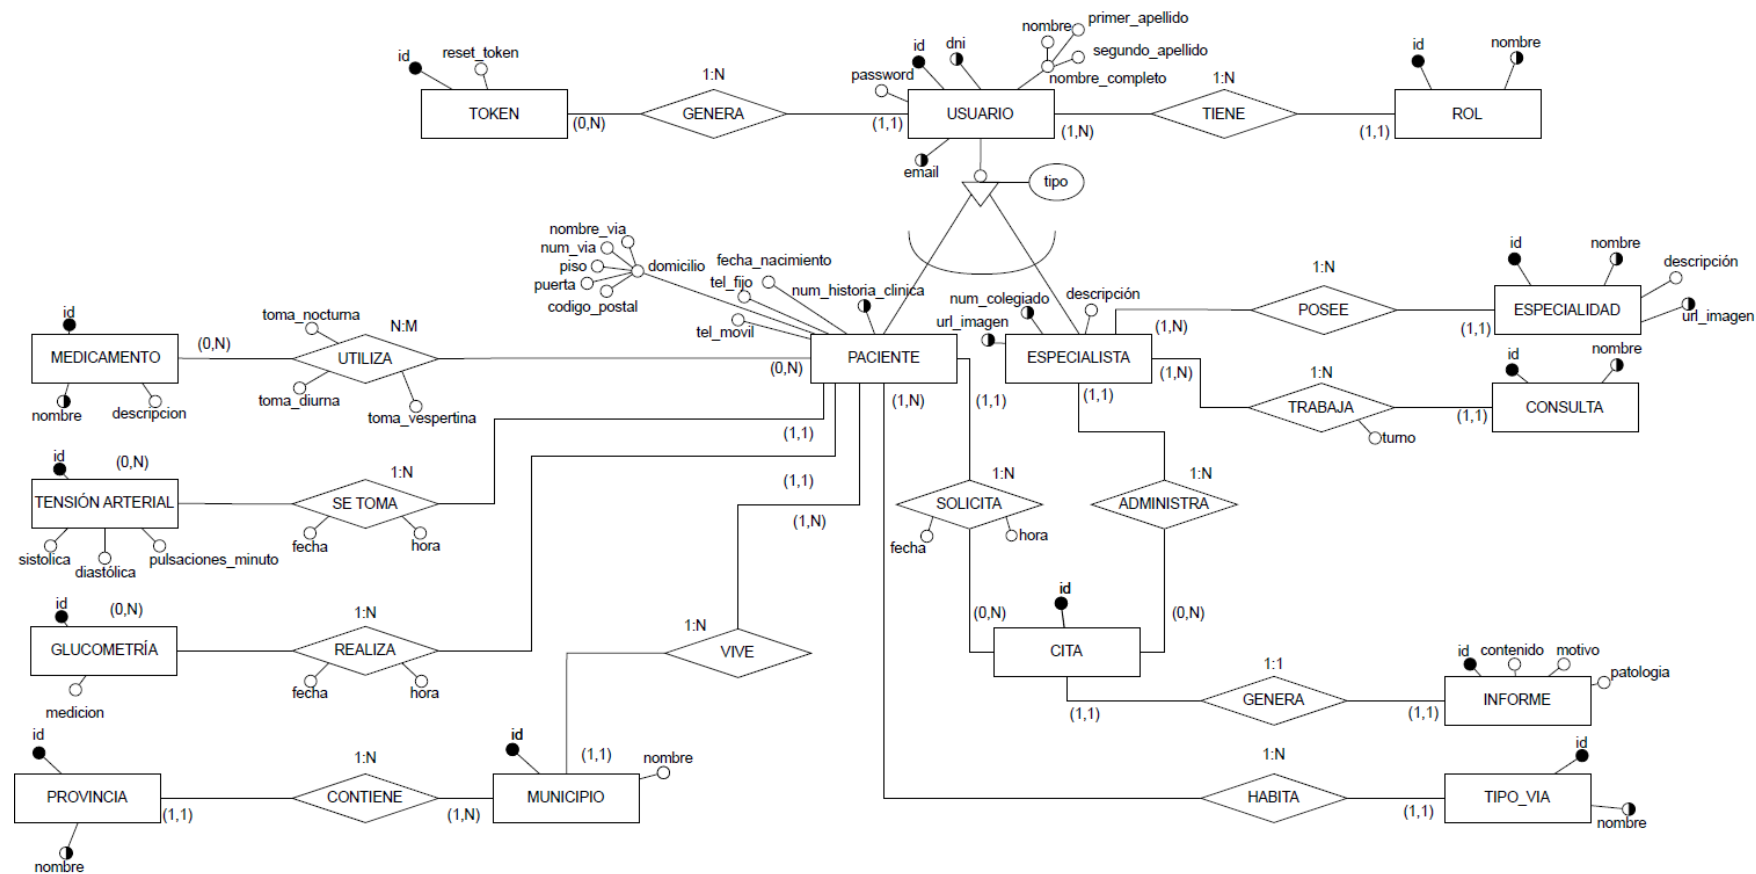 primer_apellido
nombre
segundo_apellido
nombre_completo
id
dni
password
id
reset_token
id
nombre
1:N
1:N
TOKEN
GENERA
USUARIO
TIENE
ROL
(0,N)
(1,1)
(1,N)
(1,1)
email
tipo
nombre_via
num_via
piso
puerta
codigo_postal
domicilio
fecha_nacimiento
tel_fijo
num_historia_clinica
tel_movil
num_colegiado
descripción
url_imagen
id
nombre
descripción
url_imagen
1:N
POSEE
ESPECIALIDAD
(1,N)
(1,1)
id
toma_nocturna
N:M
(0,N)
MEDICAMENTO
UTILIZA
PACIENTE
ESPECIALISTA
(0,N)
nombre
descripcion
toma_diurna
toma_vespertina
(1,N)
(1,1)
(1,1)
(1,N)
1:N
id
nombre
TRABAJA
CONSULTA
(1,1)
turno
(1,1)
id
(0,N)
1:N
TENSIÓN ARTERIAL
SE TOMA
fecha
hora
sistolica
diastólica
pulsaciones_minuto
(1,1)
(1,N)
1:N
SOLICITA
fecha
hora
1:N
ADMINISTRA
id
(0,N)
1:N
GLUCOMETRÍA
REALIZA
fecha
hora
medicion
1:N
VIVE
id
(0,N)
(0,N)
CITA
1:1
id
contenido
motivo
patologia
GENERA
INFORME
(1,1)
(1,1)
id
1:N
id
(1,1)
nombre
PROVINCIA
CONTIENE
MUNICIPIO
(1,1)
(1,N)
nombre
1:N
id
HABITA
TIPO_VIA
(1,1)
nombre